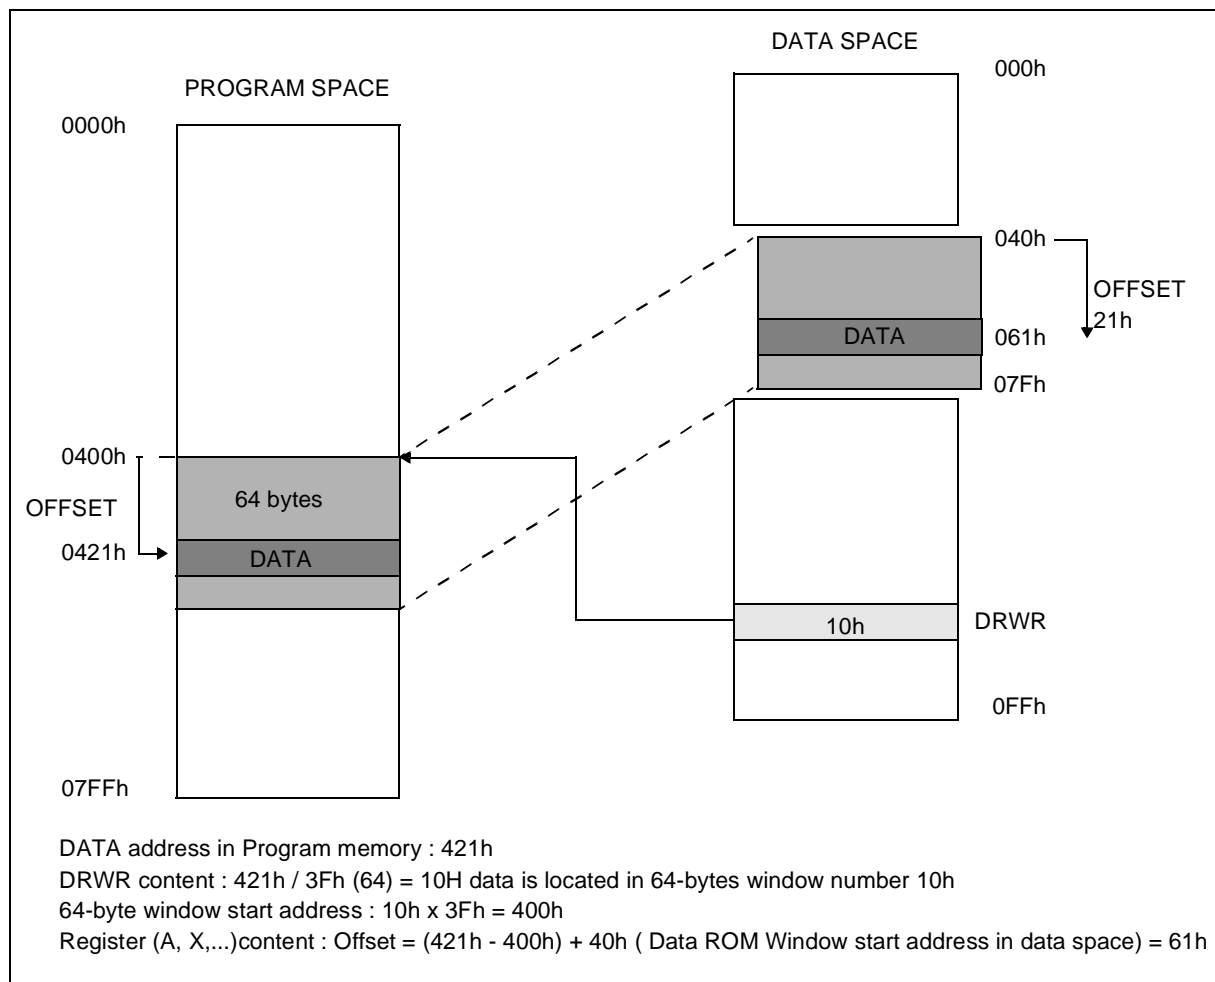 DATA SPACE
000h
PROGRAM SPACE
0000h
040h
OFFSET
21h
DATA
061h
07Fh
0400h
64 bytes
OFFSET
0421h
DATA
10h
DRWR
0FFh
07FFh
DATA address in Program memory : 421h
DRWR content : 421h / 3Fh (64) = 10H data is located in 64-bytes window number 10h
64-byte window start address : 10h x 3Fh = 400h
Register (A, X,...)content : Offset = (421h - 400h) + 40h ( Data ROM Window start address in data space) = 61h